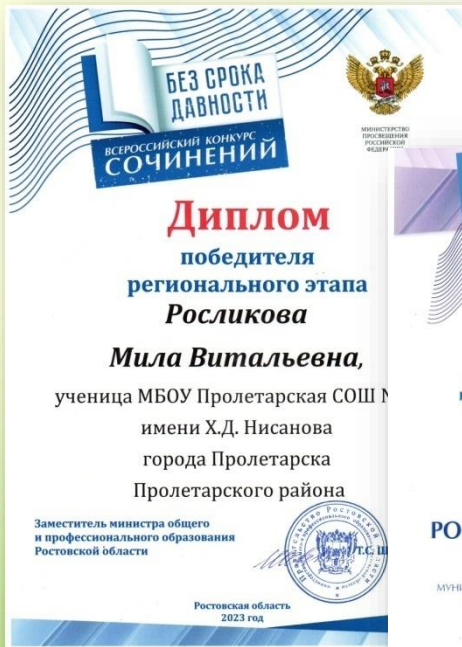 БЕЗ СРОКА
ДАВНОСТИ
ВСЕРОССИЙСКИЙ КОНКУРС
СОЧИНЕНИЙ
МИНИСТЕРСТВО
ПРОСВЕЩЕНИЯ
РОССИЙСКОЙ
Диплом
победителя
регионального этапа
Росликова
Мила Витальевна,
ученица МБОУ Пролетарская СОШ
имени Х.Д. Нисанова
города Пролетарска
Пролетарского района
Заместитель министра общего
и профессионального образования
Ростовской области
Т.С.
Ростовская область
2023 год
РО